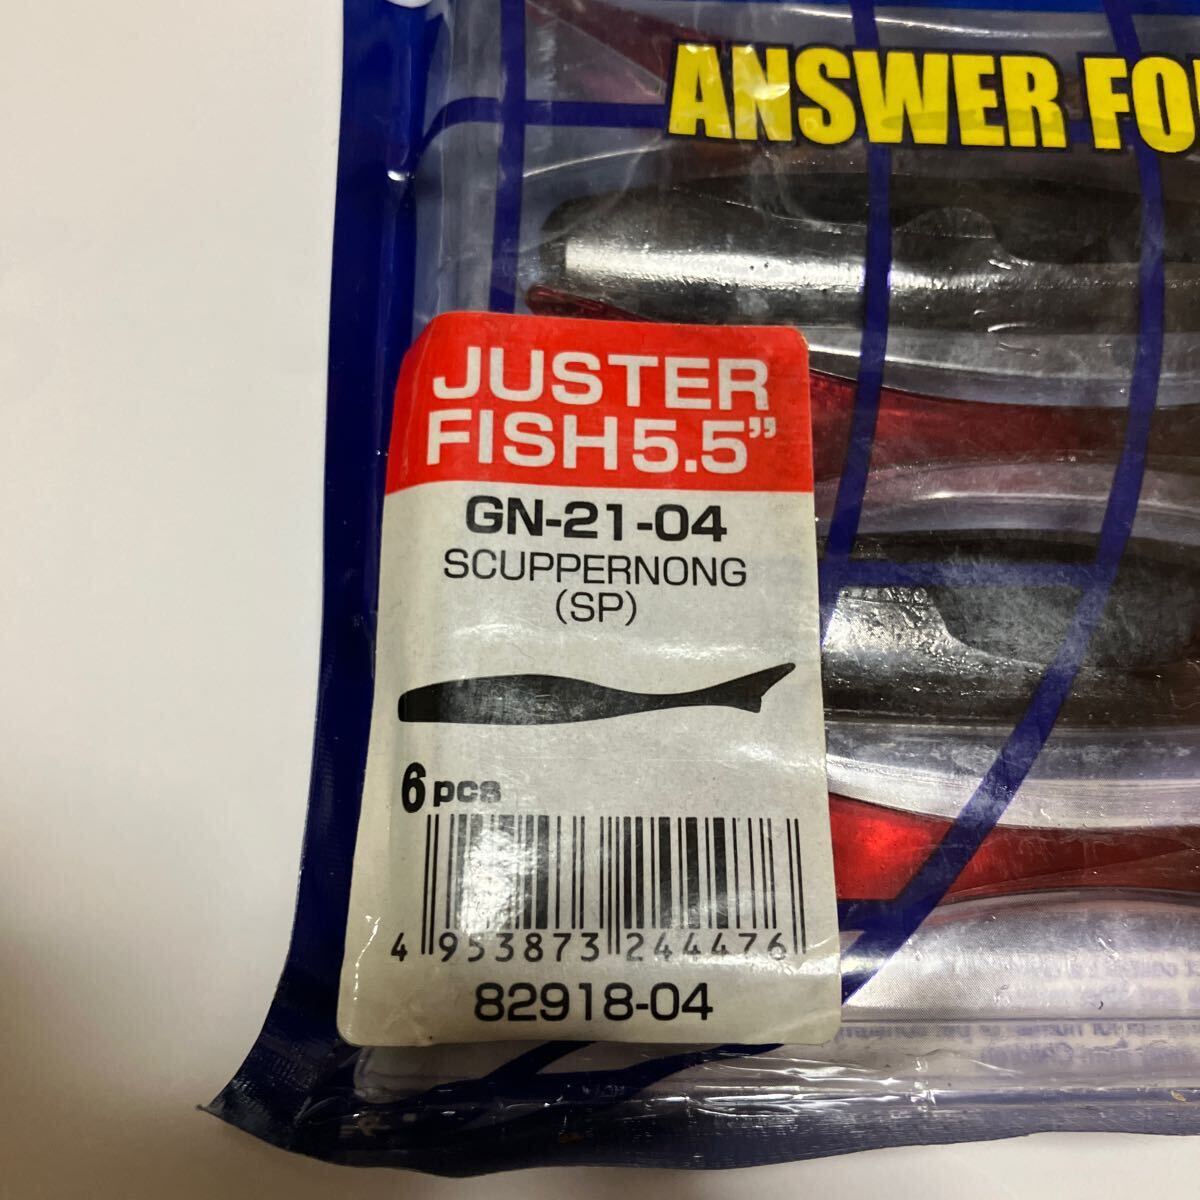 ANSWER FO
JUSTER
FISH 5.5”
GN-21-04
SCUPPERNONG
(SP)
6 pcs
4 953873 244476
82918-04